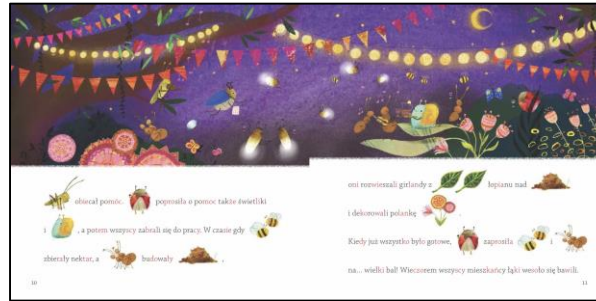 obiecał pomóc. poprosiła o pomoc także świetliki
i , a potem wszyscy zabrali się do pracy. W czasie gdy
zbierały nektar, a budowały ,
10
oni rozwieszali girlandy z łopianu nad
i dekorowali polankę
Kiedy już wszystko było gotowe, zaprosiła i
na... wielki bal! Wieczorem wszyscy mieszkańcy łąki wesoło się bawili.
11